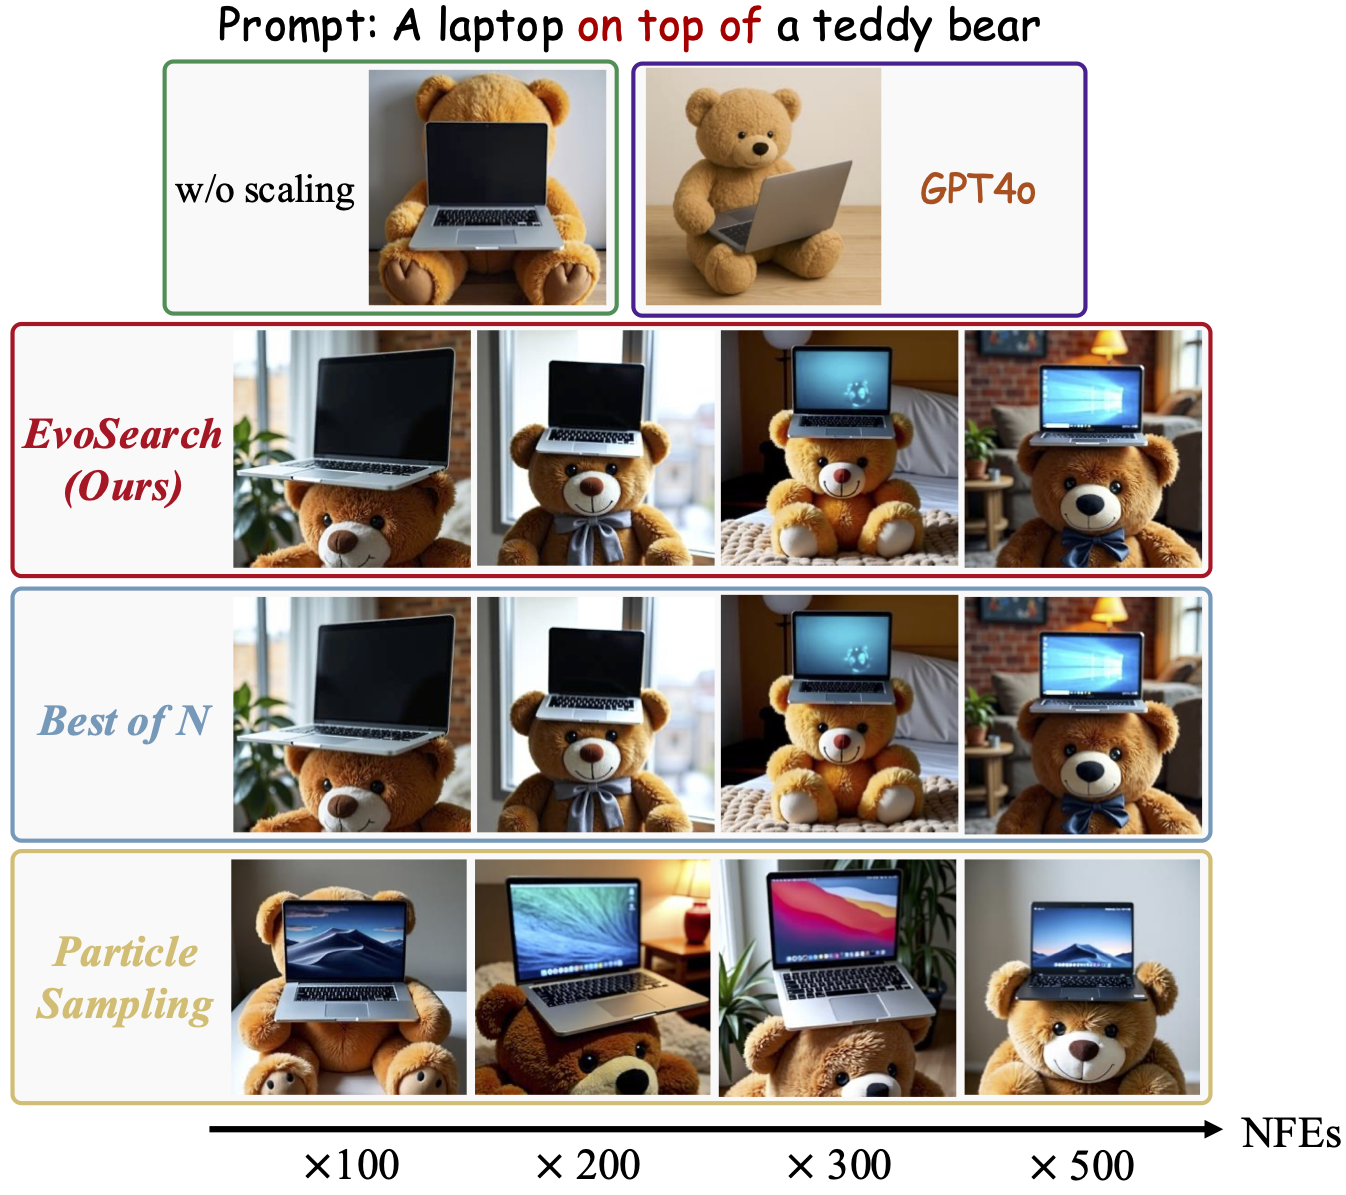 Prompt: A laptop on top of a teddy bear
w/o scaling
GPT4o
EvoSearch
(Ours)
Best of N
Particle
Sampling
NFEs
×100
× 200
× 300
× 500